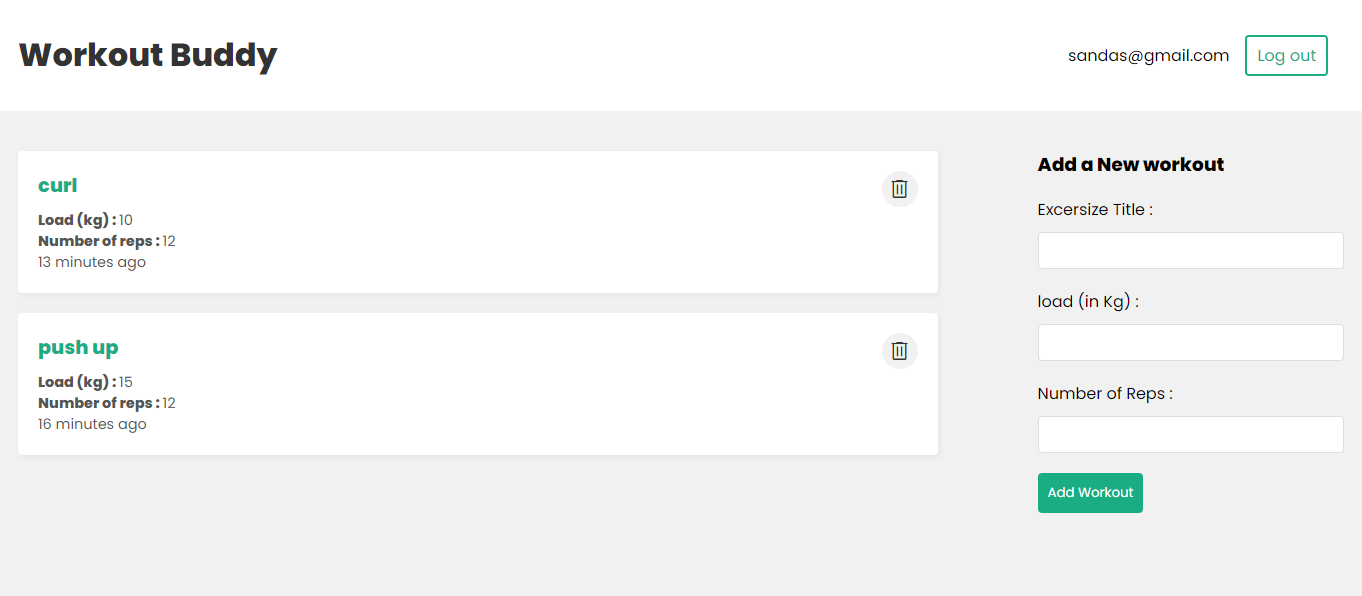 Workout Buddy
sandas@gmail.com
Log out
curl
Load (kg) : 10
Number of reps : 12
13 minutes ago
push up
Load (kg) : 15
Number of reps : 12
16 minutes ago
Add a New workout
Excersize Title :
load (in Kg) :
Number of Reps :
Add Workout